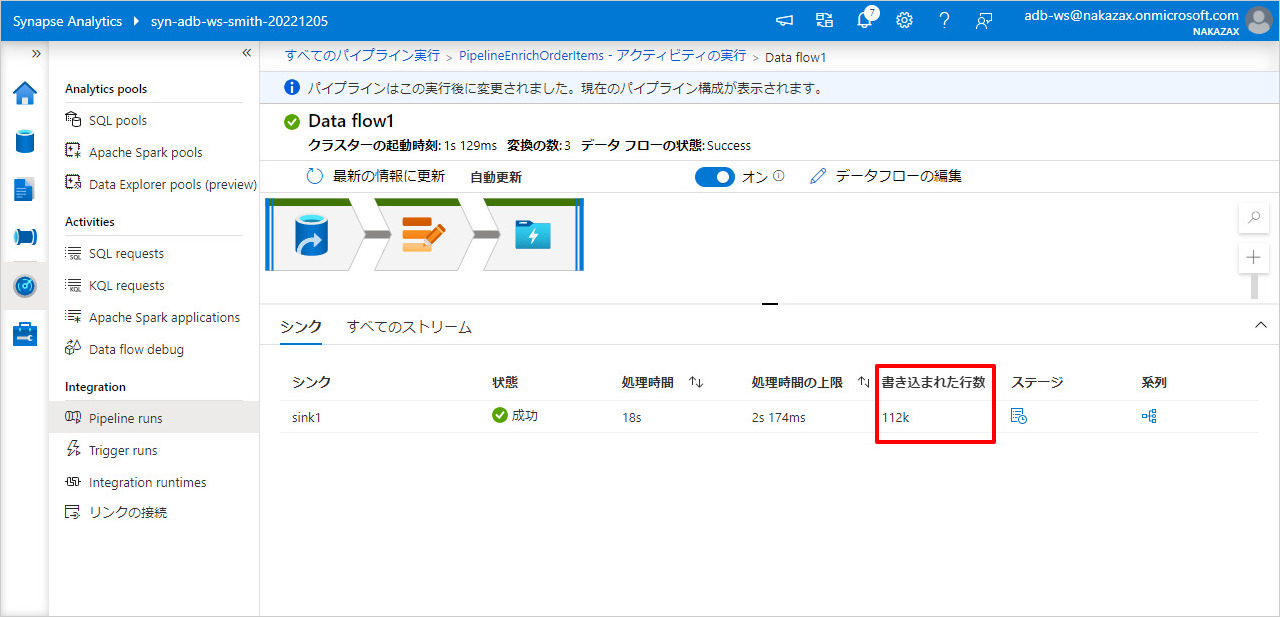 Synapse Analytics syn-adb-ws-smith-20221205
7
adb-ws@nakazax.onmicrosoft.com
NAKAZAX
Analytics pools
SQL pools
Apache Spark pools
Data Explorer pools (preview)
Activities
SQL requests
KQL requests
Apache Spark applications
Data flow debug
Integration
Pipeline runs
Trigger runs
Integration runtimes
リンクの接続
すべてのパイプライン実行 > PipelineEnrichOrderItems - アクティビティの実行 > Data flow1
パイプラインはこの実行後に変更されました。現在のパイプライン構成が表示されます。
Data flow1
クラスターの起動時刻: 1s 129ms 変換の数: 3 データ フローの状態: Success
最新の情報に更新 自動更新 オン データフローの編集
シンク すべてのストリーム
シンク 状態 処理時間 処理時間の上限 書き込まれた行数 ステージ 系列
sink1 成功 18s 2s 174ms 112k